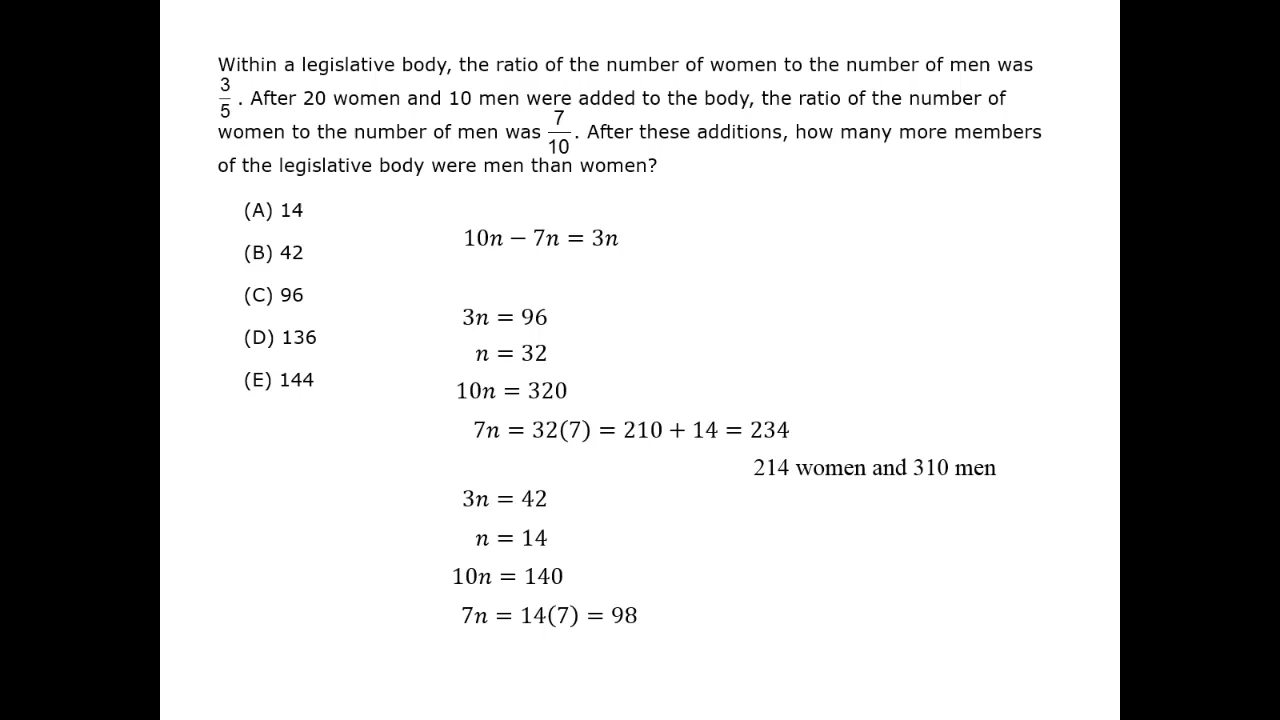 Within a legislative body, the ratio of the number of women to the number of men was
3/5 . After 20 women and 10 men were added to the body, the ratio of the number of
women to the number of men was 7/10 . After these additions, how many more members
of the legislative body were men than women?
(A) 14
(B) 42
(C) 96
(D) 136
(E) 144
10n − 7n = 3n
3n = 96
n = 32
10n = 320
7n = 32(7) = 210 + 14 = 234
214 women and 310 men
3n = 42
n = 14
10n = 140
7n = 14(7) = 98